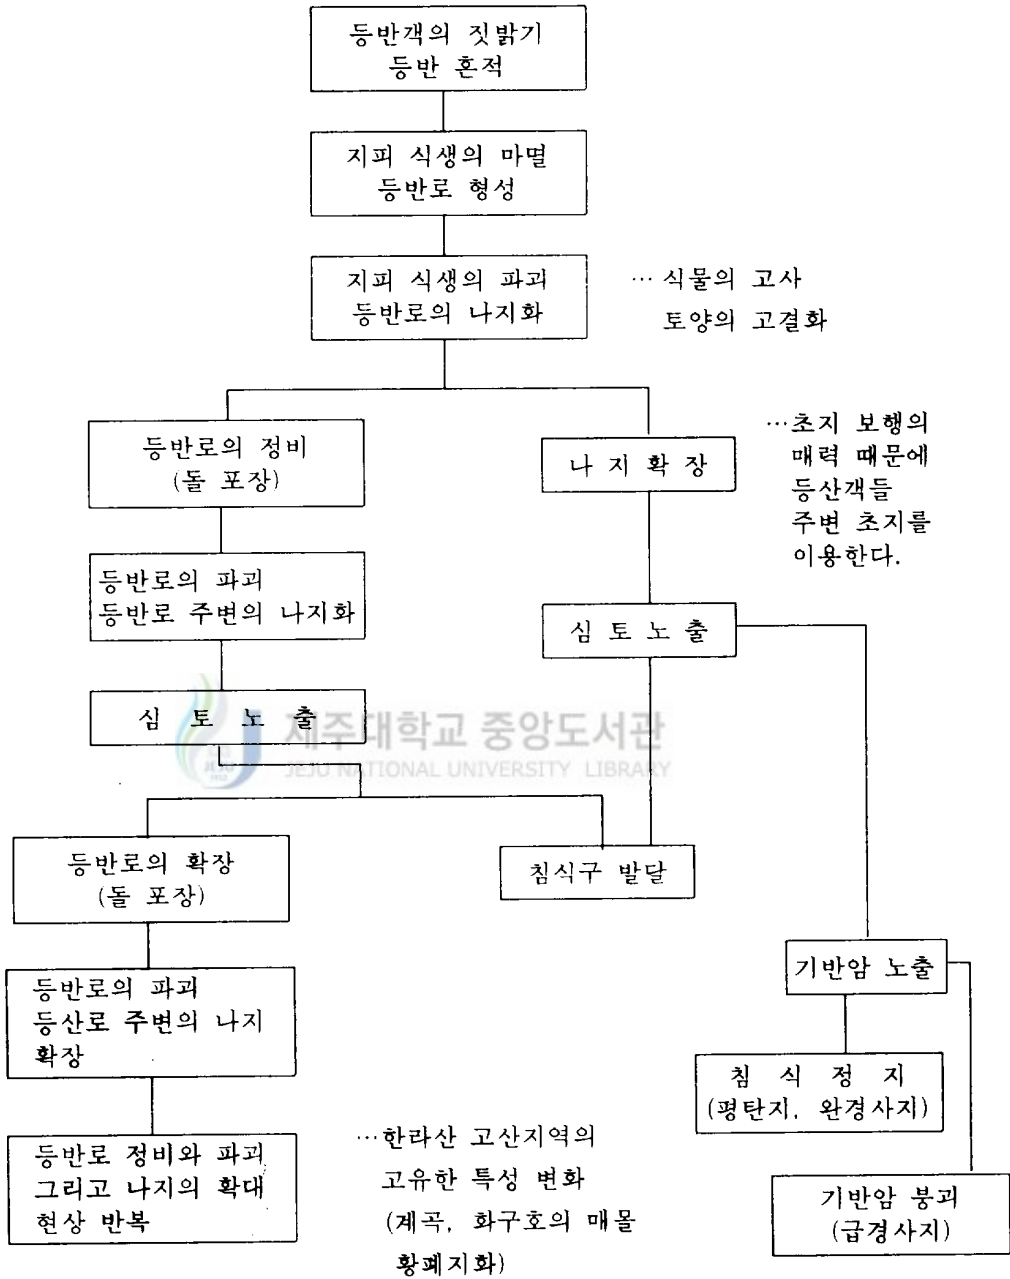 등반객의 짓밝기
등반 흔적
지피 식생의 마멸
등반로 형성
지피 식생의 파괴
등반로의 나지화
… 식물의 고사
토양의 고결화
등반로의 정비
(돌 포장)
나 지 확 장
…초지 보행의
매력 때문에
등산객들
주변 초지를
이용한다.
등반로의 파괴
등반로 주변의 나지화
심 토 노 출
심 토 노 출
제주대학교 중앙도서관
JEJU NATIONAL UNIVERSITY LIBRARY
JEJU
1952
등반로의 확장
(돌 포장)
침식구 발달
기반암 노출
등반로의 파괴
등산로 주변의 나지
확장
침 식 정 지
(평탄지, 완경사지)
등반로 정비와 파괴
그리고 나지의 확대
현상 반복
…한라산 고산지역의
고유한 특성 변화
(계곡, 화구호의 매몰
황폐지화)
기반암 붕괴
(급경사지)